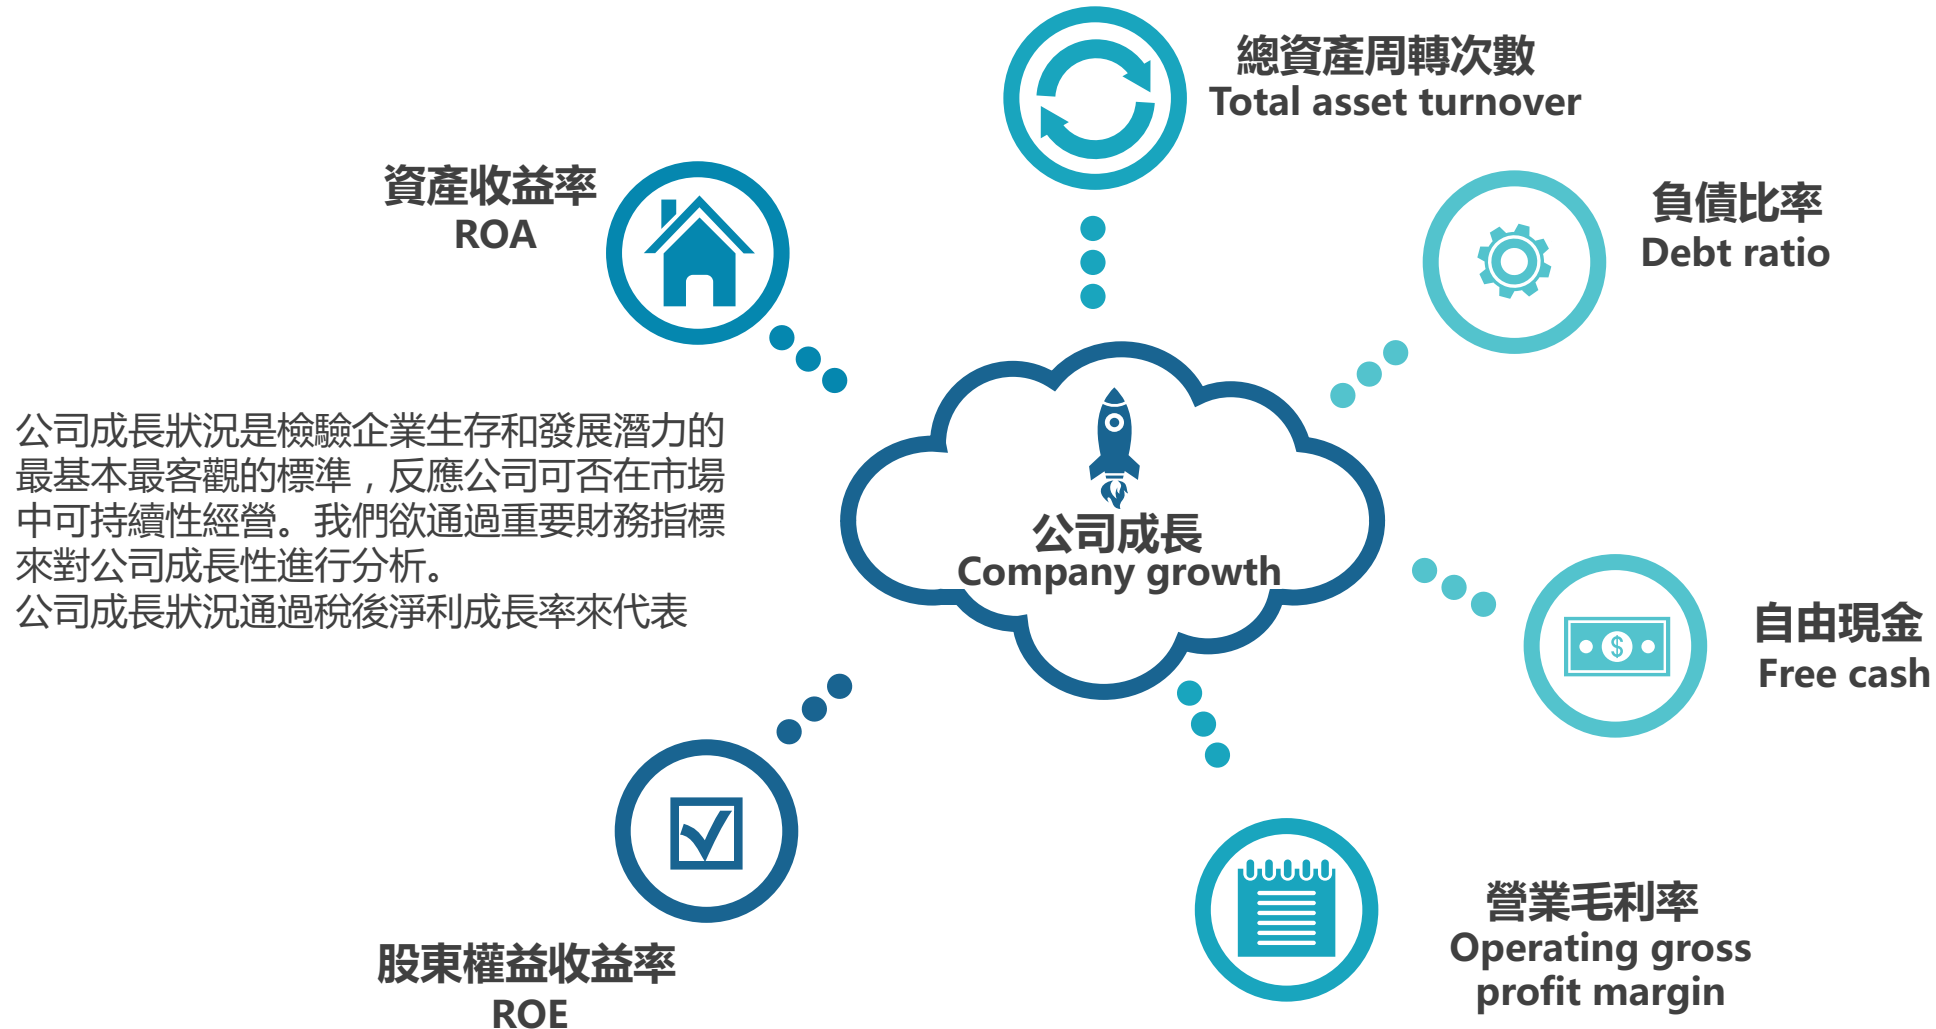 總資產周轉次數
Total asset turnover
資產收益率
ROA
負債比率
Debt ratio
公司成長狀況是檢驗企業生存和發展潛力的
最基本最客觀的標準，反應公司可否在市場
中可持續性經營。我們欲通過重要財務指標
來對公司成長性進行分析。
公司成長狀況通過稅後淨利成長率來代表
公司成長
Company growth
自由現金
Free cash
$
營業毛利率
Operating gross
profit margin
股東權益收益率
ROE